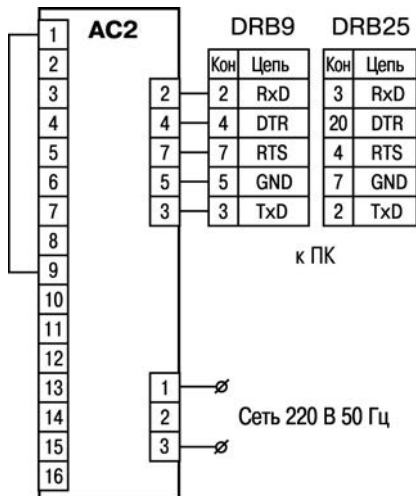 AC2 DRB9 DRB25
1
2 Кон Цепь Кон Цепь
3 2 2 RxD 3 RxD
4 4 4 DTR 20 DTR
5 7 7 RTS 4 RTS
6 5 5 GND 7 GND
7 3 3 TxD 2 TxD
8
к ПК
9
10
11
12
13 1
14 2 Сеть 220 В 50 Гц
15 3
16